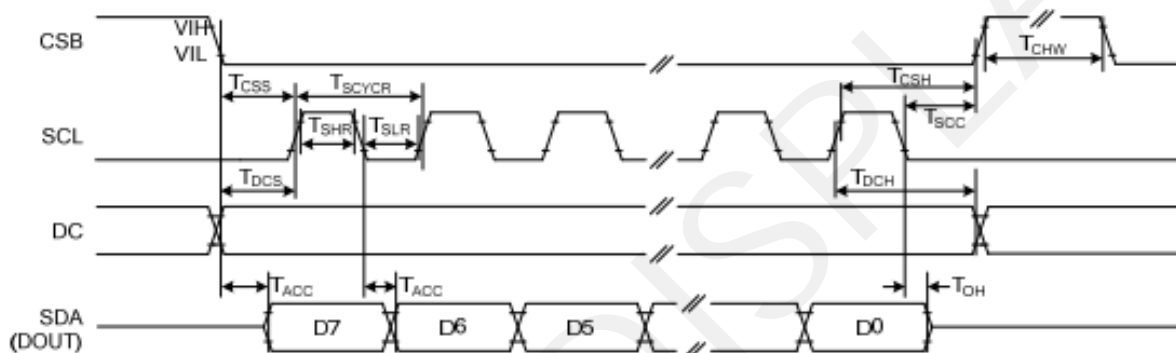 CSB
VIH
VIL
TCHW
TCSS
TSCYCR
TCSH
SCL
TSHR
TSLR
TSCC
TDCS
TDCH
DC
TACC
TACC
TOH
SDA
(DOUT)
D7
D6
D5
D0